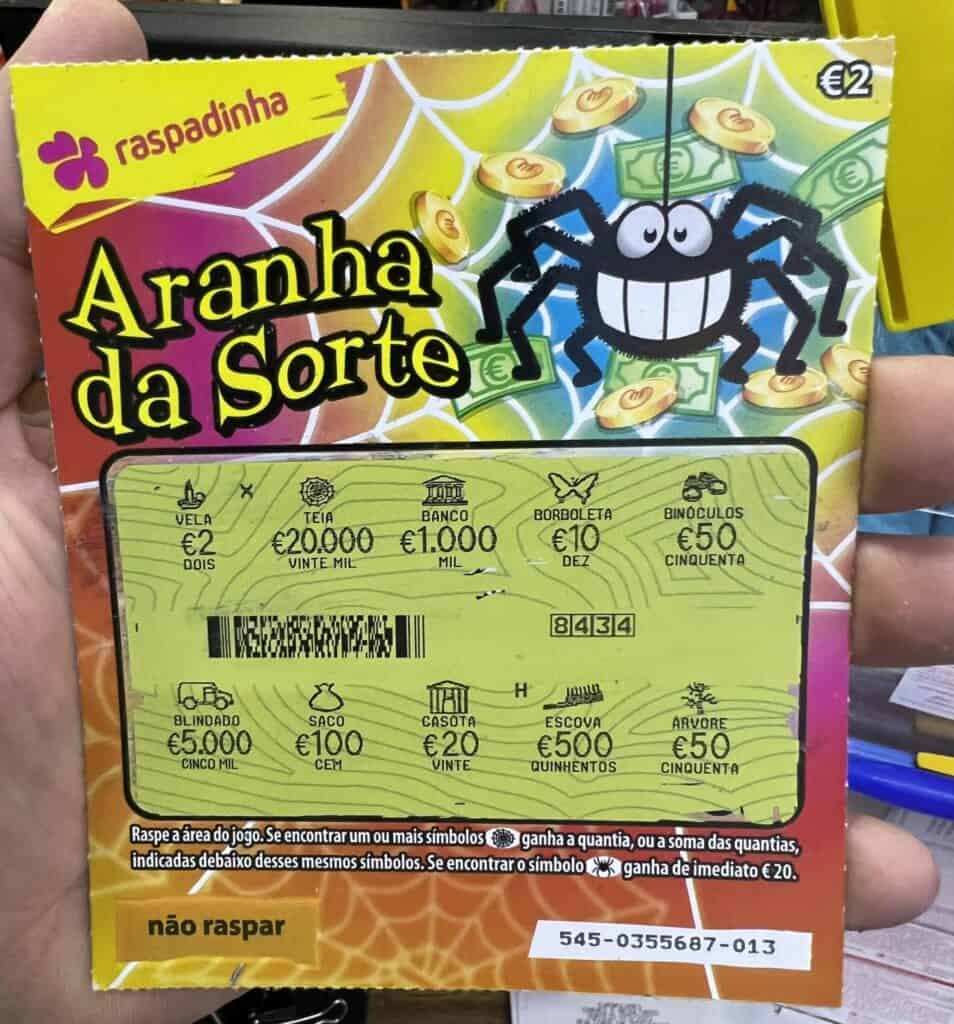 €2
raspadinha
Aranha
da Sorte
X
VELA TEIA BANCO BORBOLETA BINÓCULOS
€2 €20.000 €1.000 €10 €50
DOIS VINTE MIL MIL DEZ CINQUENTA
8434
H
BLINDADO SACO CASOTA ESCOVA ÁRVORE
€5.000 €100 €20 €500 €50
CINCO MIL CEM VINTE QUINHENTOS CINQUENTA
Raspe a área do jogo. Se encontrar um ou mais símbolos ganha a quantia, ou a soma das quantias,
indicadas debaixo desses mesmos símbolos. Se encontrar o símbolo ganha de imediato € 20.
não raspar
545-0355687-013